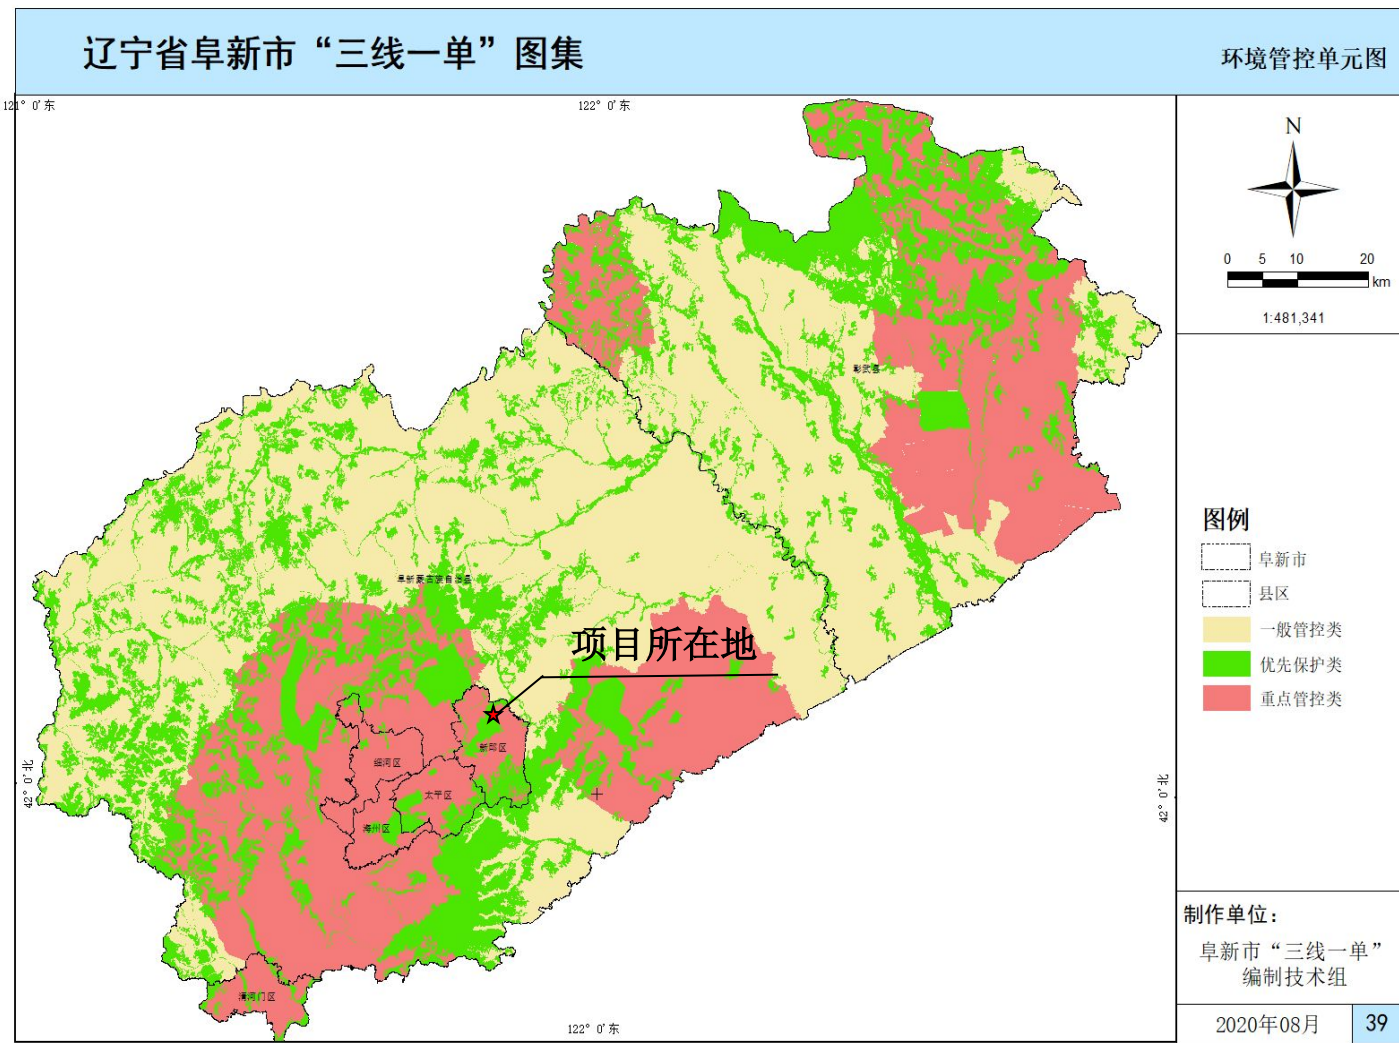 辽宁省阜新市“三线一单”图集
环境管控单元图
121° 0′东
122° 0′东
N
0 5 10 20
km
1:481,341
彰武县
阜新蒙古族自治县
项目所在地
新邱区
细河区
太平区
海州区
清河门区
42° 0′北
42° 0′北
122° 0′东
图例
阜新市
县区
一般管控类
优先保护类
重点管控类
制作单位：
阜新市“三线一单”
编制技术组
2020年08月
39